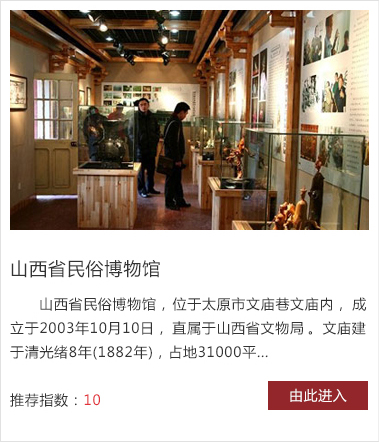 山西省民俗博物馆
山西省民俗博物馆，位于太原市文庙巷文庙内， 成
立于2003年10月10日， 直属于山西省文物局 。文庙建
于清光绪8年(1882年)，占地31000平...
推荐指数：10
由此进入